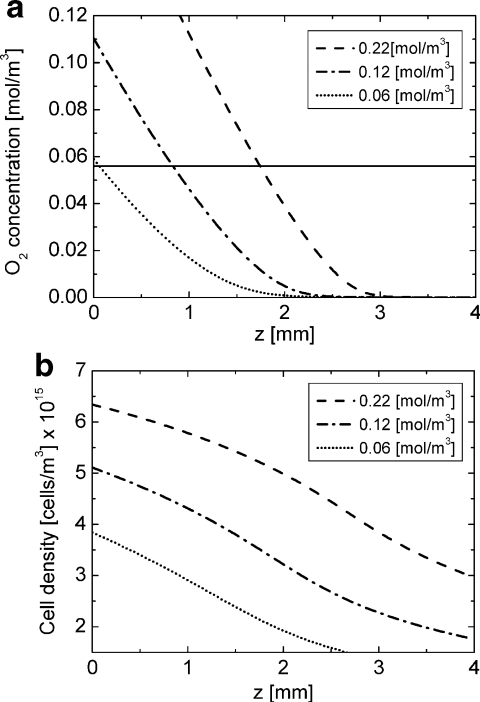 a
0.12
0.10
0.08
0.06
0.04
0.02
0.00
O₂ concentration [mol/m³]
0.22[mol/m³]
0.12 [mol/m³]
0.06 [mol/m³]
0 1 2 3 4
z [mm]
b
7
6
5
4
3
2
Cell density [cells/m³] x 10¹⁵
0.22 [mol/m³]
0.12 [mol/m³]
0.06 [mol/m³]
0 1 2 3 4
z [mm]